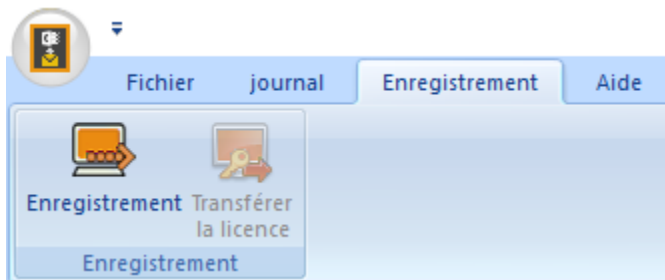 Fichier journal Enregistrement Aide
Enregistrement Transférer
la licence
Enregistrement